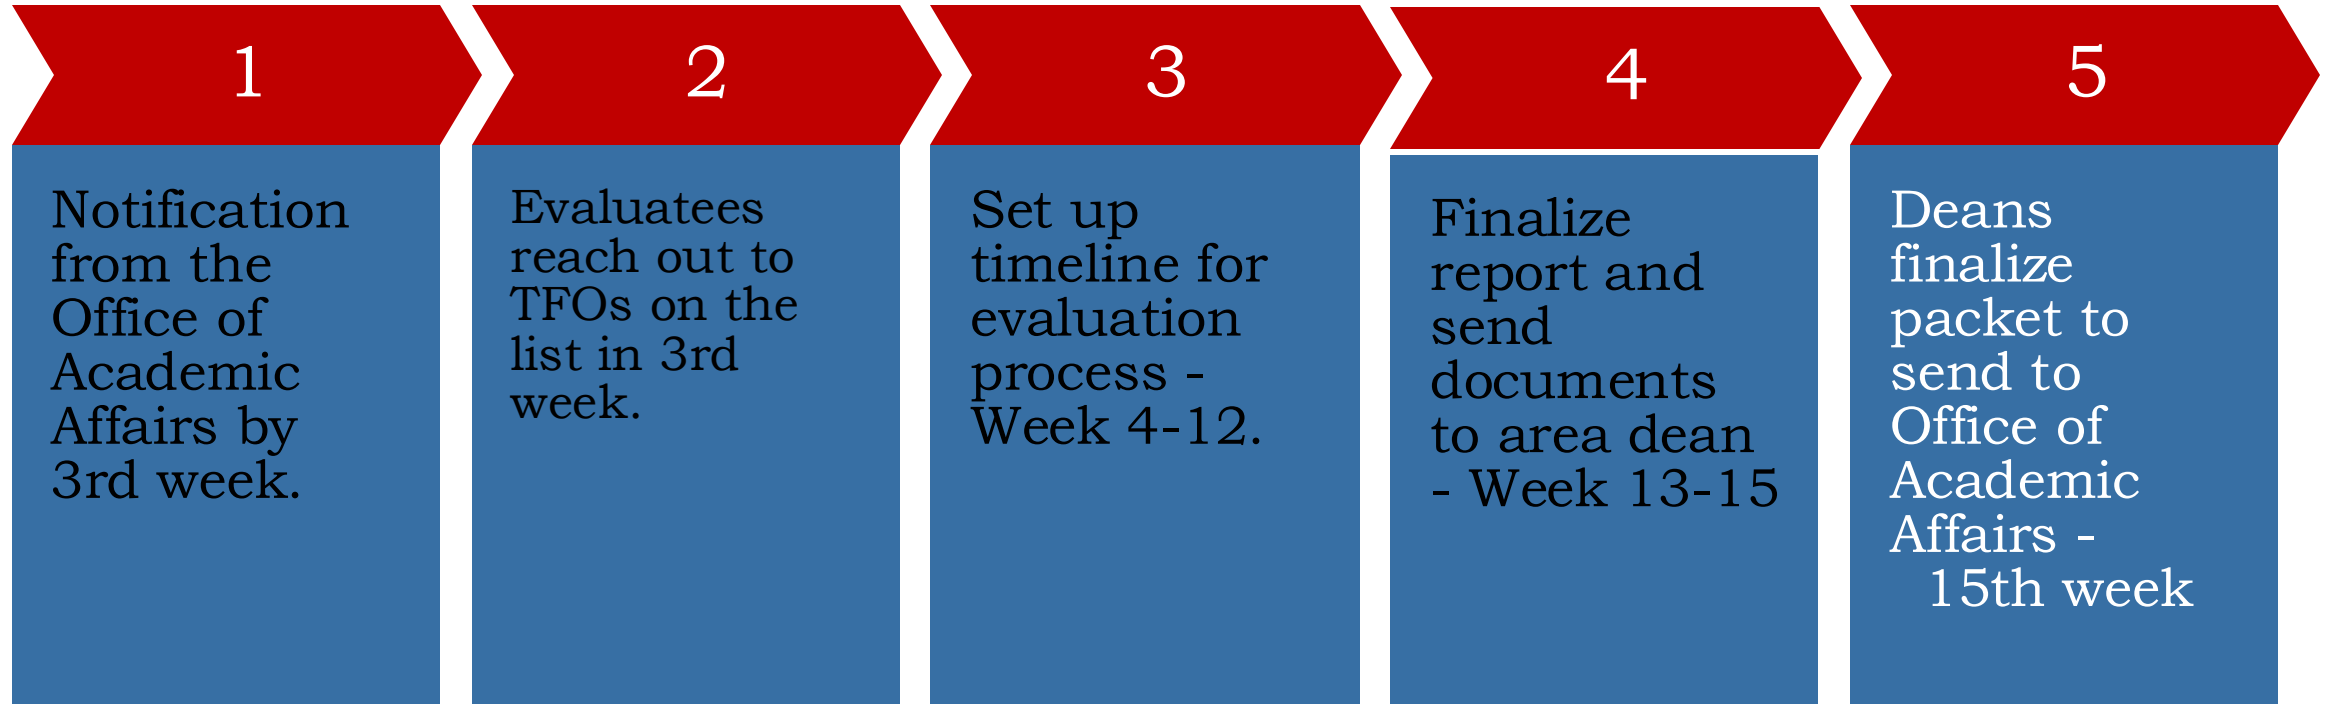 1
Notification
from the
Office of
Academic
Affairs by
3rd week.
2
Evaluatees
reach out to
TFOs on the
list in 3rd
week.
3
Set up
timeline for
evaluation
process -
Week 4-12.
4
Finalize
report and
send
documents
to area dean
- Week 13-15
5
Deans
finalize
packet to
send to
Office of
Academic
Affairs -
15th week